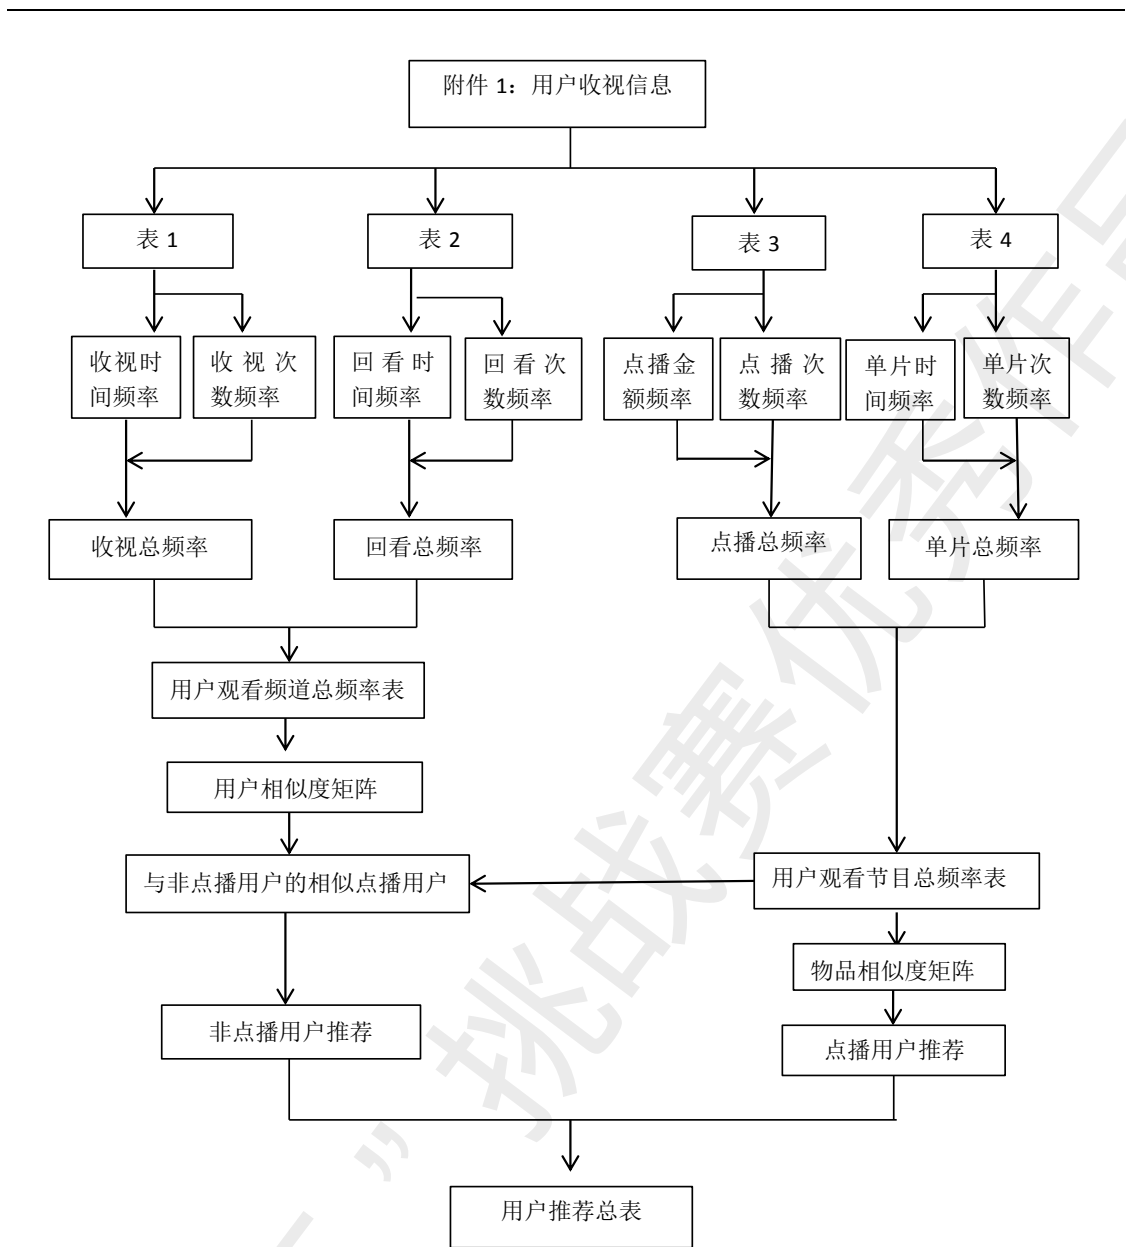 附件 1：用户收视信息
表 1
表 2
表 3
表 4
收视时
间频率
收 视 次
数频率
回 看 时
间频率
回 看 次
数频率
点播金
额频率
点 播 次
数频率
单片时
间频率
单片次
数频率
收视总频率
回看总频率
点播总频率
单片总频率
用户观看频道总频率表
用户相似度矩阵
与非点播用户的相似点播用户
用户观看节目总频率表
物品相似度矩阵
非点播用户推荐
点播用户推荐
用户推荐总表
”挑战赛优秀作品